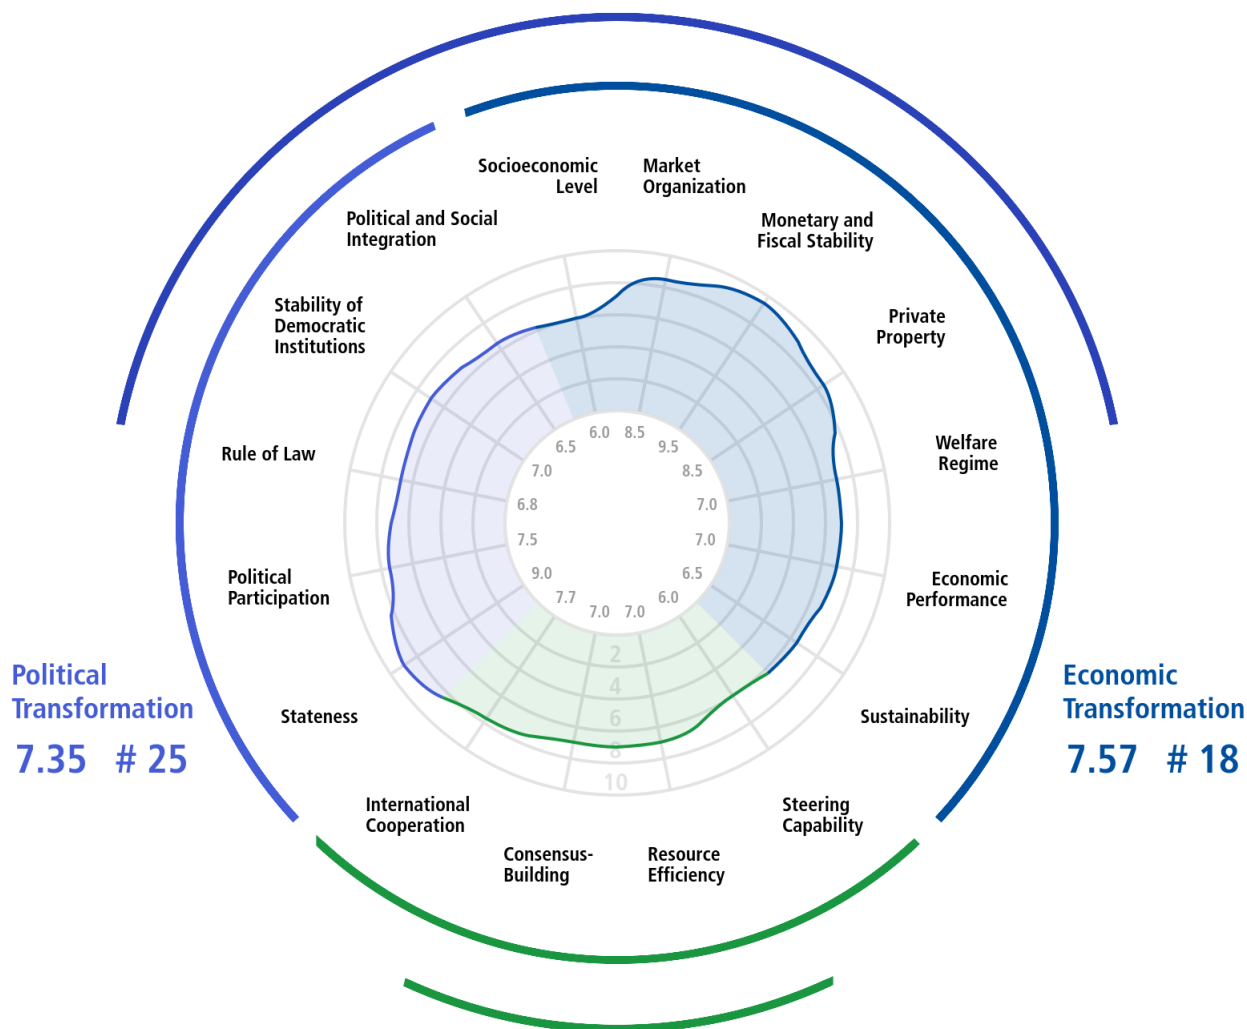 Socioeconomic
Level
Market
Organization
Political and Social
Integration
Monetary and
Fiscal Stability
Stability of
Democratic
Institutions
Private
Property
Rule of Law
Welfare
Regime
Political
Participation
Economic
Performance
Stateness
Sustainability
International
Cooperation
Steering
Capability
Consensus-
Building
Resource
Efficiency
6.0
8.5
6.5
9.5
7.0
8.5
6.8
7.0
7.5
7.0
9.0
6.5
7.7
6.0
7.0
7.0
2
4
6
8
10
Political
Transformation
7.35 # 25
Economic
Transformation
7.57 # 18